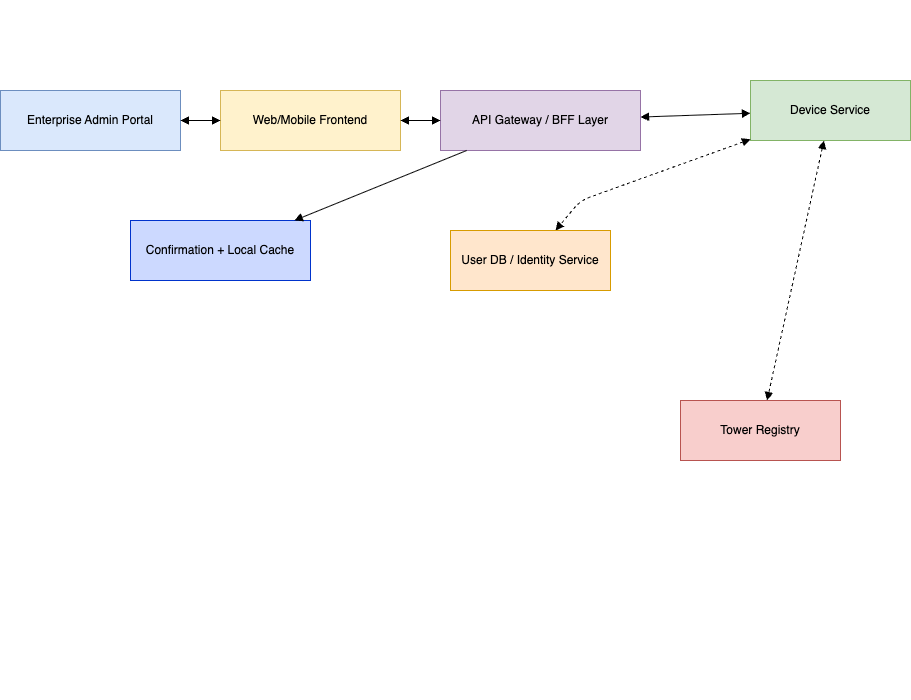 Enterprise Admin Portal
Web/Mobile Frontend
API Gateway / BFF Layer
Device Service
Confirmation + Local Cache
User DB / Identity Service
Tower Registry